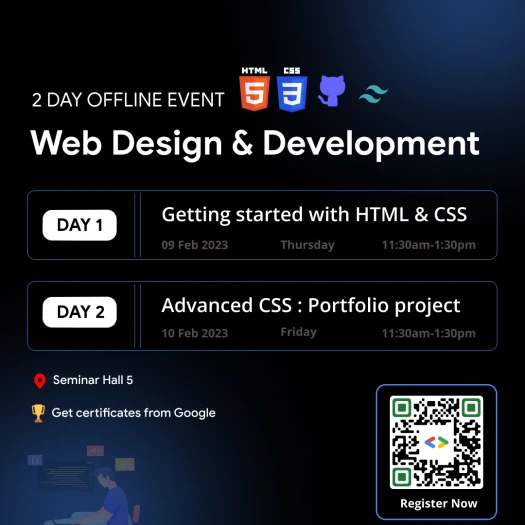 HTML
CSS
5
3
2 DAY OFFLINE EVENT
Web Design & Development
DAY 1
Getting started with HTML & CSS
09 Feb 2023 Thursday 11:30am-1:30pm
DAY 2
Advanced CSS : Portfolio project
10 Feb 2023 Friday 11:30am-1:30pm
Seminar Hall 5
Get certificates from Google
Register Now